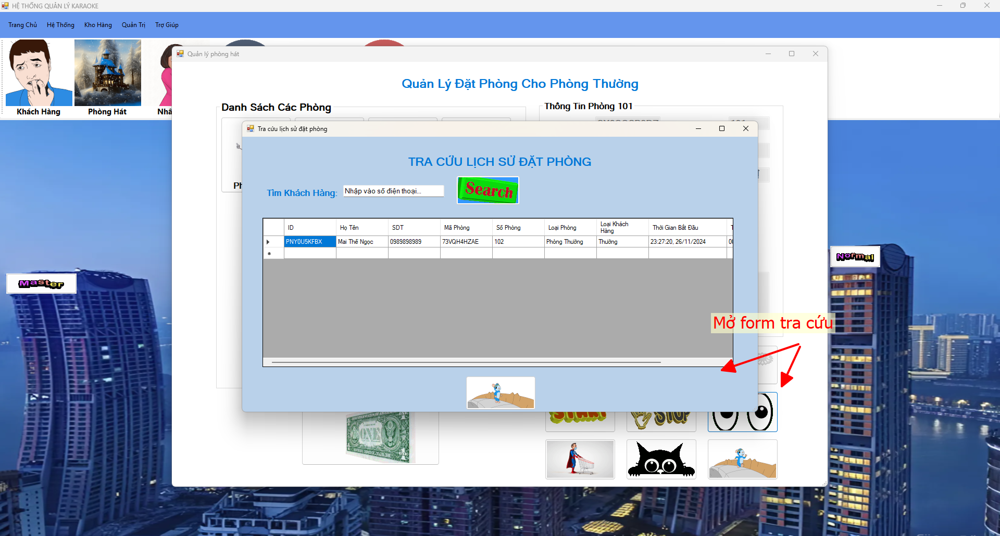 HỆ THỐNG QUẢN LÝ KARAOKE
Trang Chủ Hệ Thống Kho Hàng Quản Trị Trợ Giúp
Khách Hàng Phòng Hát
Quản lý phòng hát
Quản Lý Đặt Phòng Cho Phòng Thường
Danh Sách Các Phòng
Thông Tin Phòng 101
Tra cứu lịch sử đặt phòng
TRA CỨU LỊCH SỬ ĐẶT PHÒNG
Tìm Khách Hàng: Nhập vào số điện thoại... Search
ID Họ Tên SDT Mã Phòng Số Phòng Loại Phòng Loại Khách Hàng Thời Gian Bắt Đầu
PNY0U5KFBX Mai Thế Ngọc 0989898989 73VQH4HZAE 102 Phòng Thường Thường 23:27:20, 26/11/2024
Master
Normal
Mở form tra cứu
START STOP
ONE